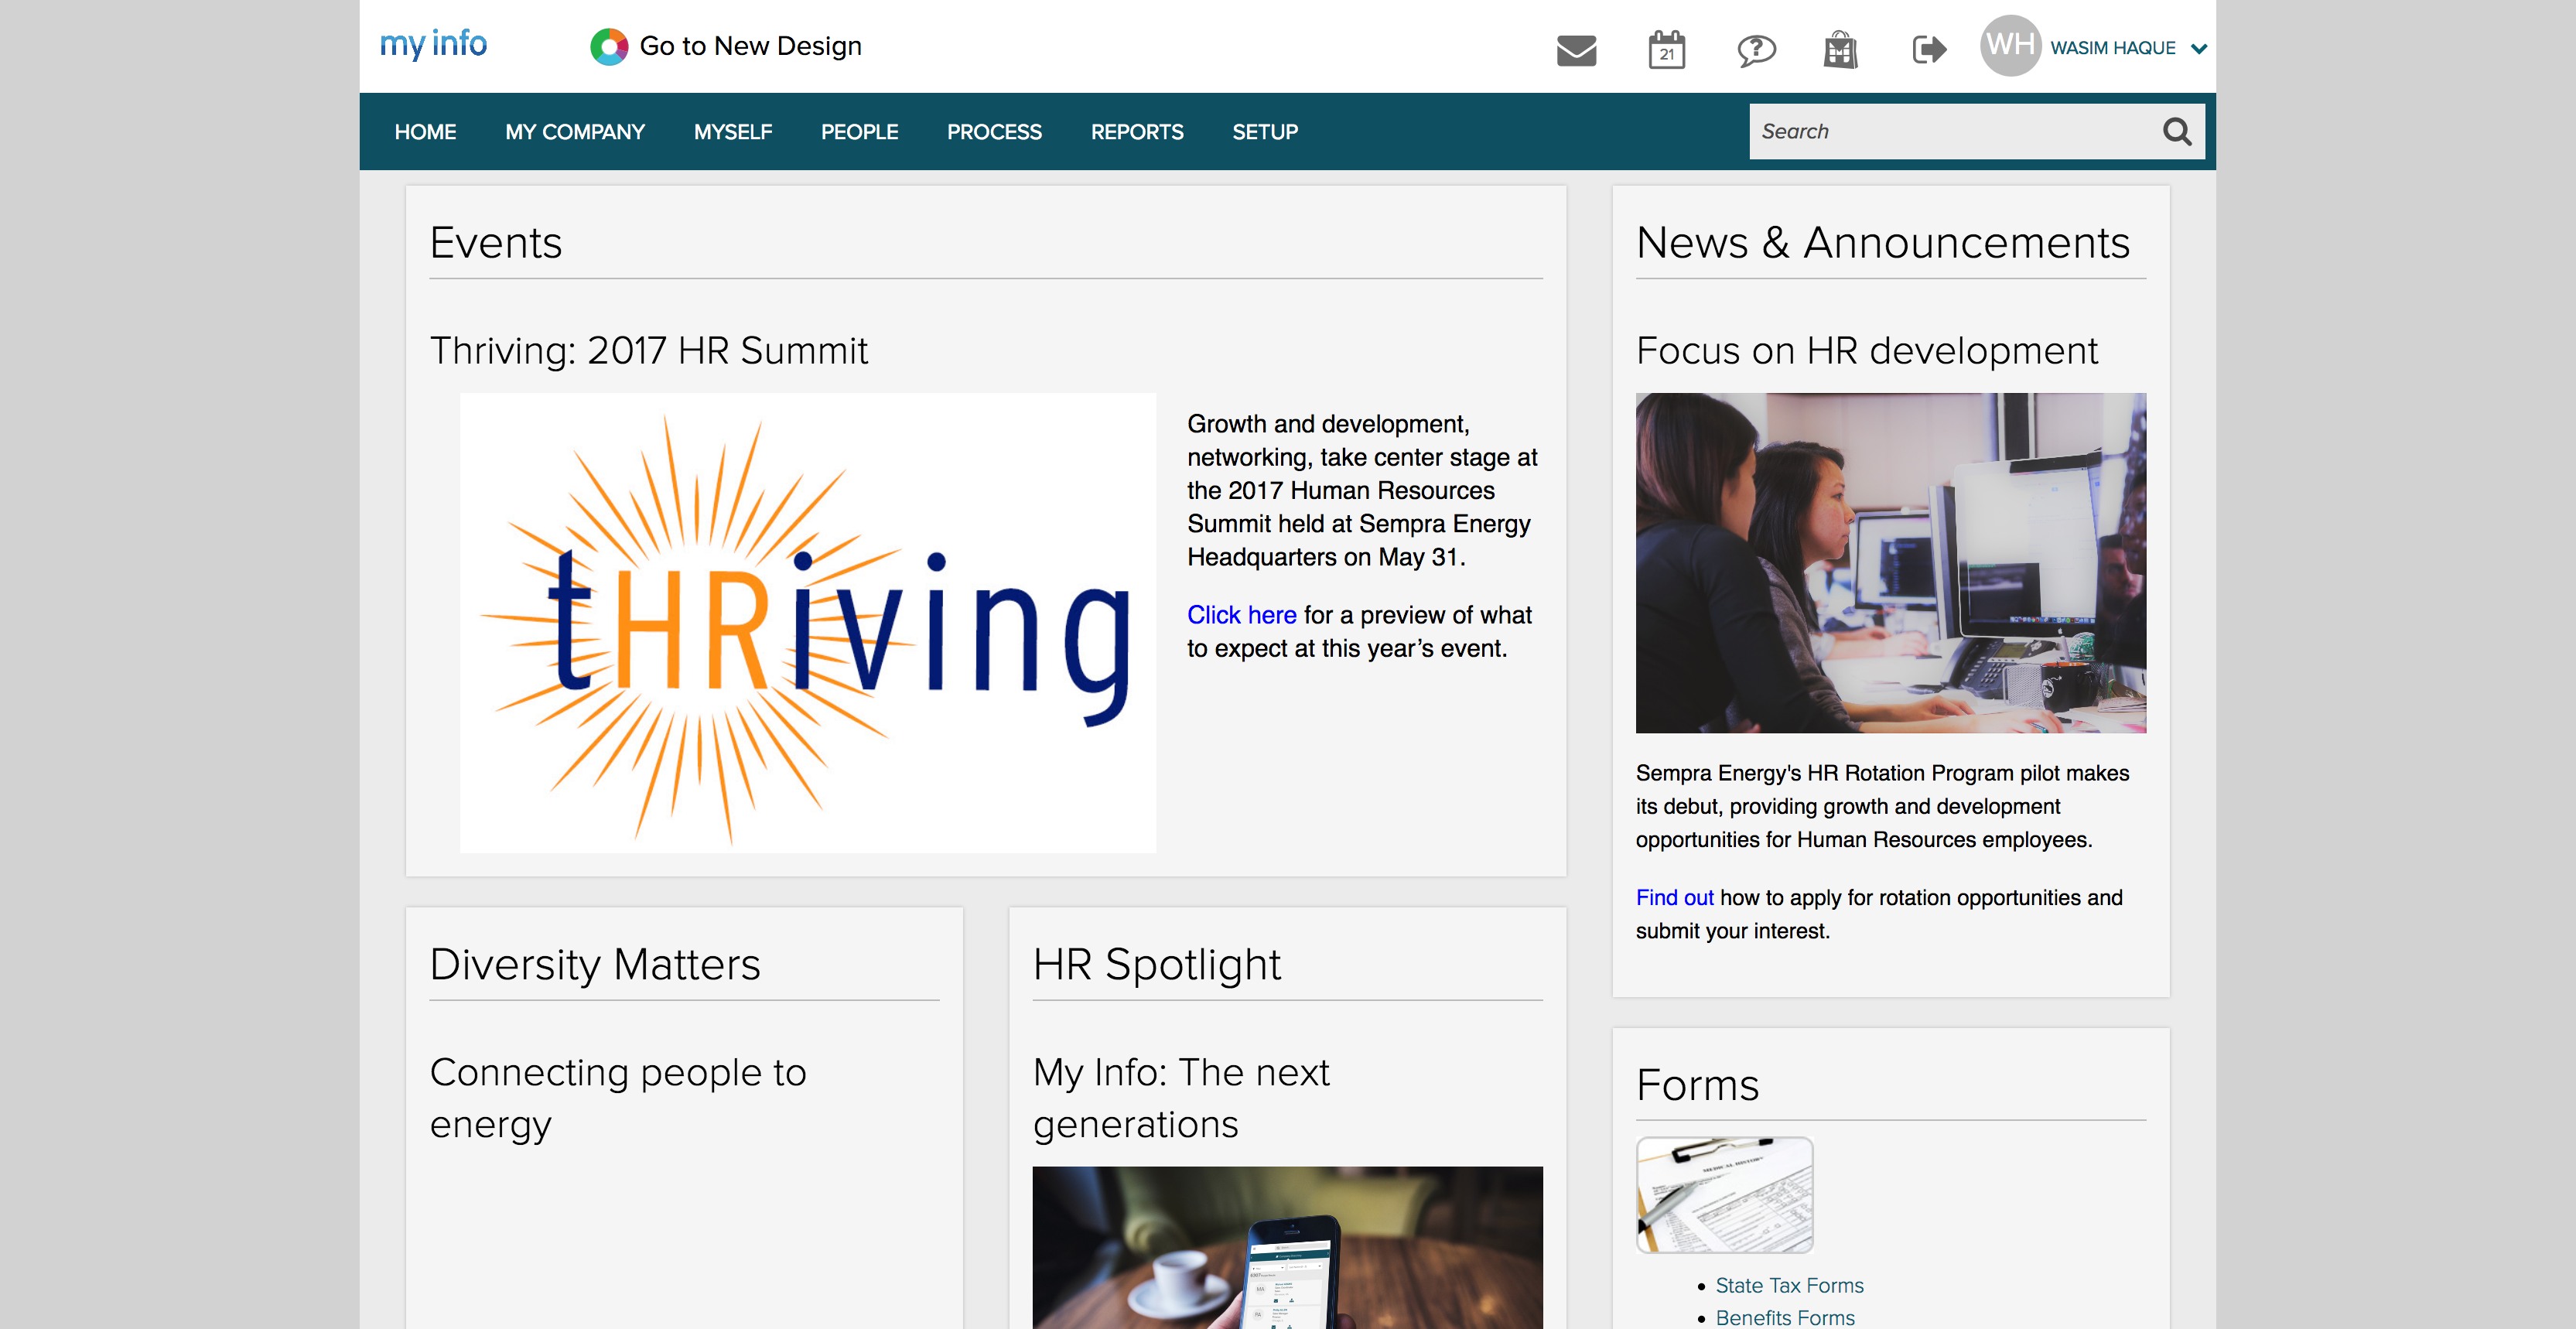 my info
Go to New Design
21
WH
WASIM HAQUE
HOME
MY COMPANY
MYSELF
PEOPLE
PROCESS
REPORTS
SETUP
Search
Events
Thriving: 2017 HR Summit
tHRiving
Growth and development,
networking, take center stage at
the 2017 Human Resources
Summit held at Sempra Energy
Headquarters on May 31.
Click here for a preview of what
to expect at this year’s event.
News & Announcements
Focus on HR development
Sempra Energy's HR Rotation Program pilot makes
its debut, providing growth and development
opportunities for Human Resources employees.
Find out how to apply for rotation opportunities and
submit your interest.
Diversity Matters
Connecting people to
energy
HR Spotlight
My Info: The next
generations
Forms
MEDICAL HISTORY
State Tax Forms
Benefits Forms